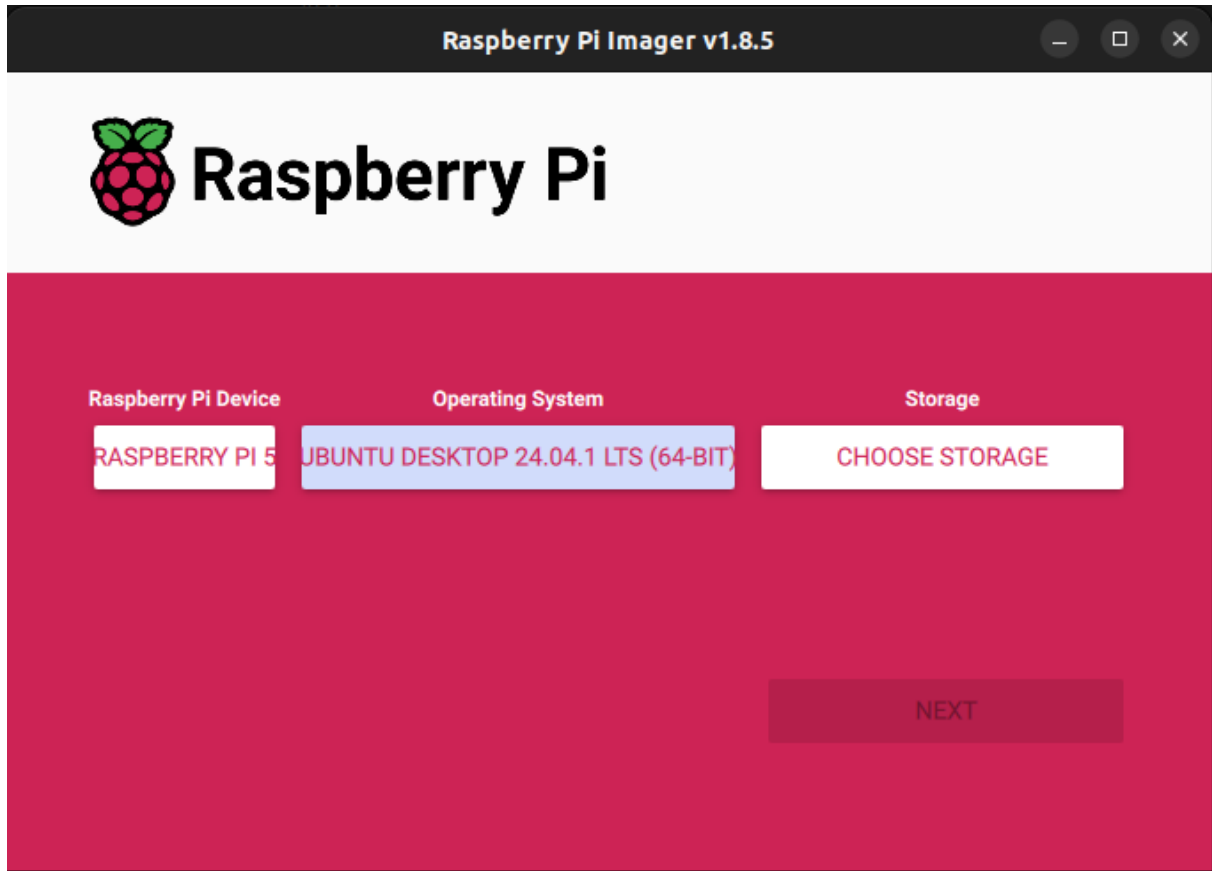 Raspberry Pi Imager v1.8.5
Raspberry Pi
Raspberry Pi Device
Operating System
Storage
RASPBERRY PI 5
UBUNTU DESKTOP 24.04.1 LTS (64-BIT)
CHOOSE STORAGE
NEXT